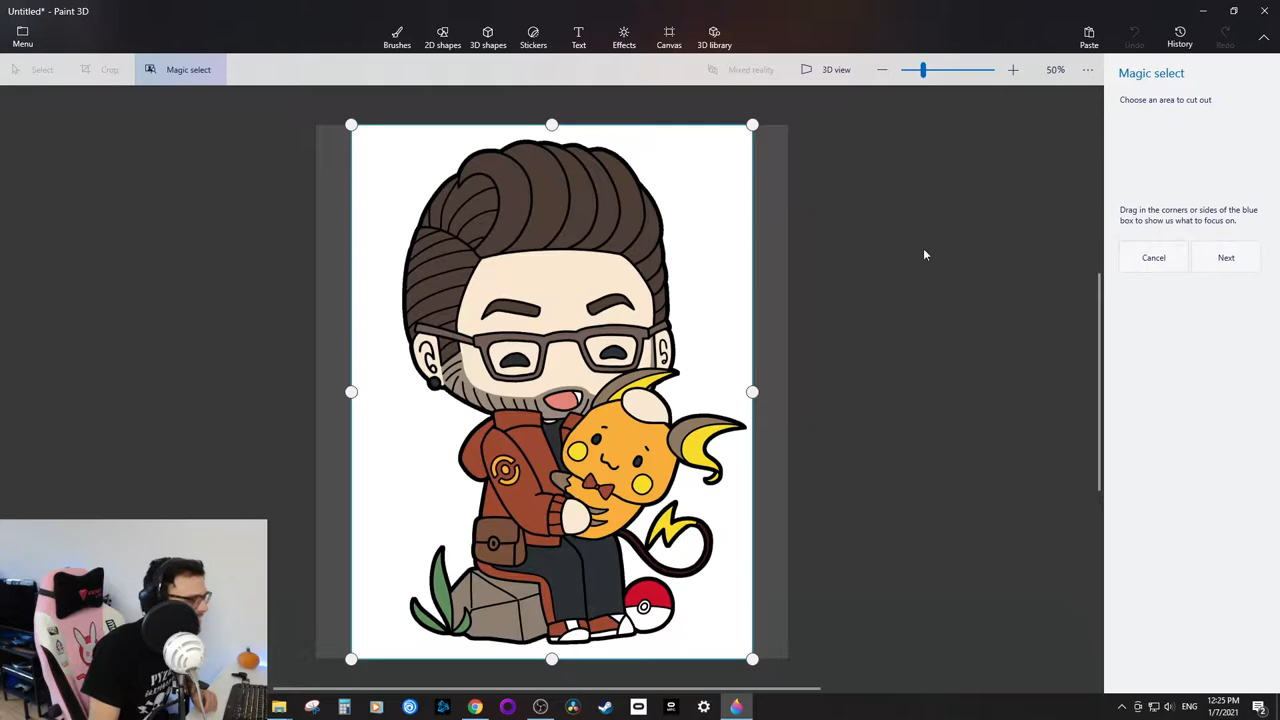 Untitled* - Paint 3D
Menu
Brushes
2D shapes
3D shapes
Stickers
Text
Effects
Canvas
3D library
Paste
Undo
History
Redo
Select
Crop
Magic select
Mixed reality
3D view
50%
Magic select
Choose an area to cut out
Drag in the corners or sides of the blue
box to show us what to focus on.
Cancel
Next
ENG
12:25 PM
1/7/2021